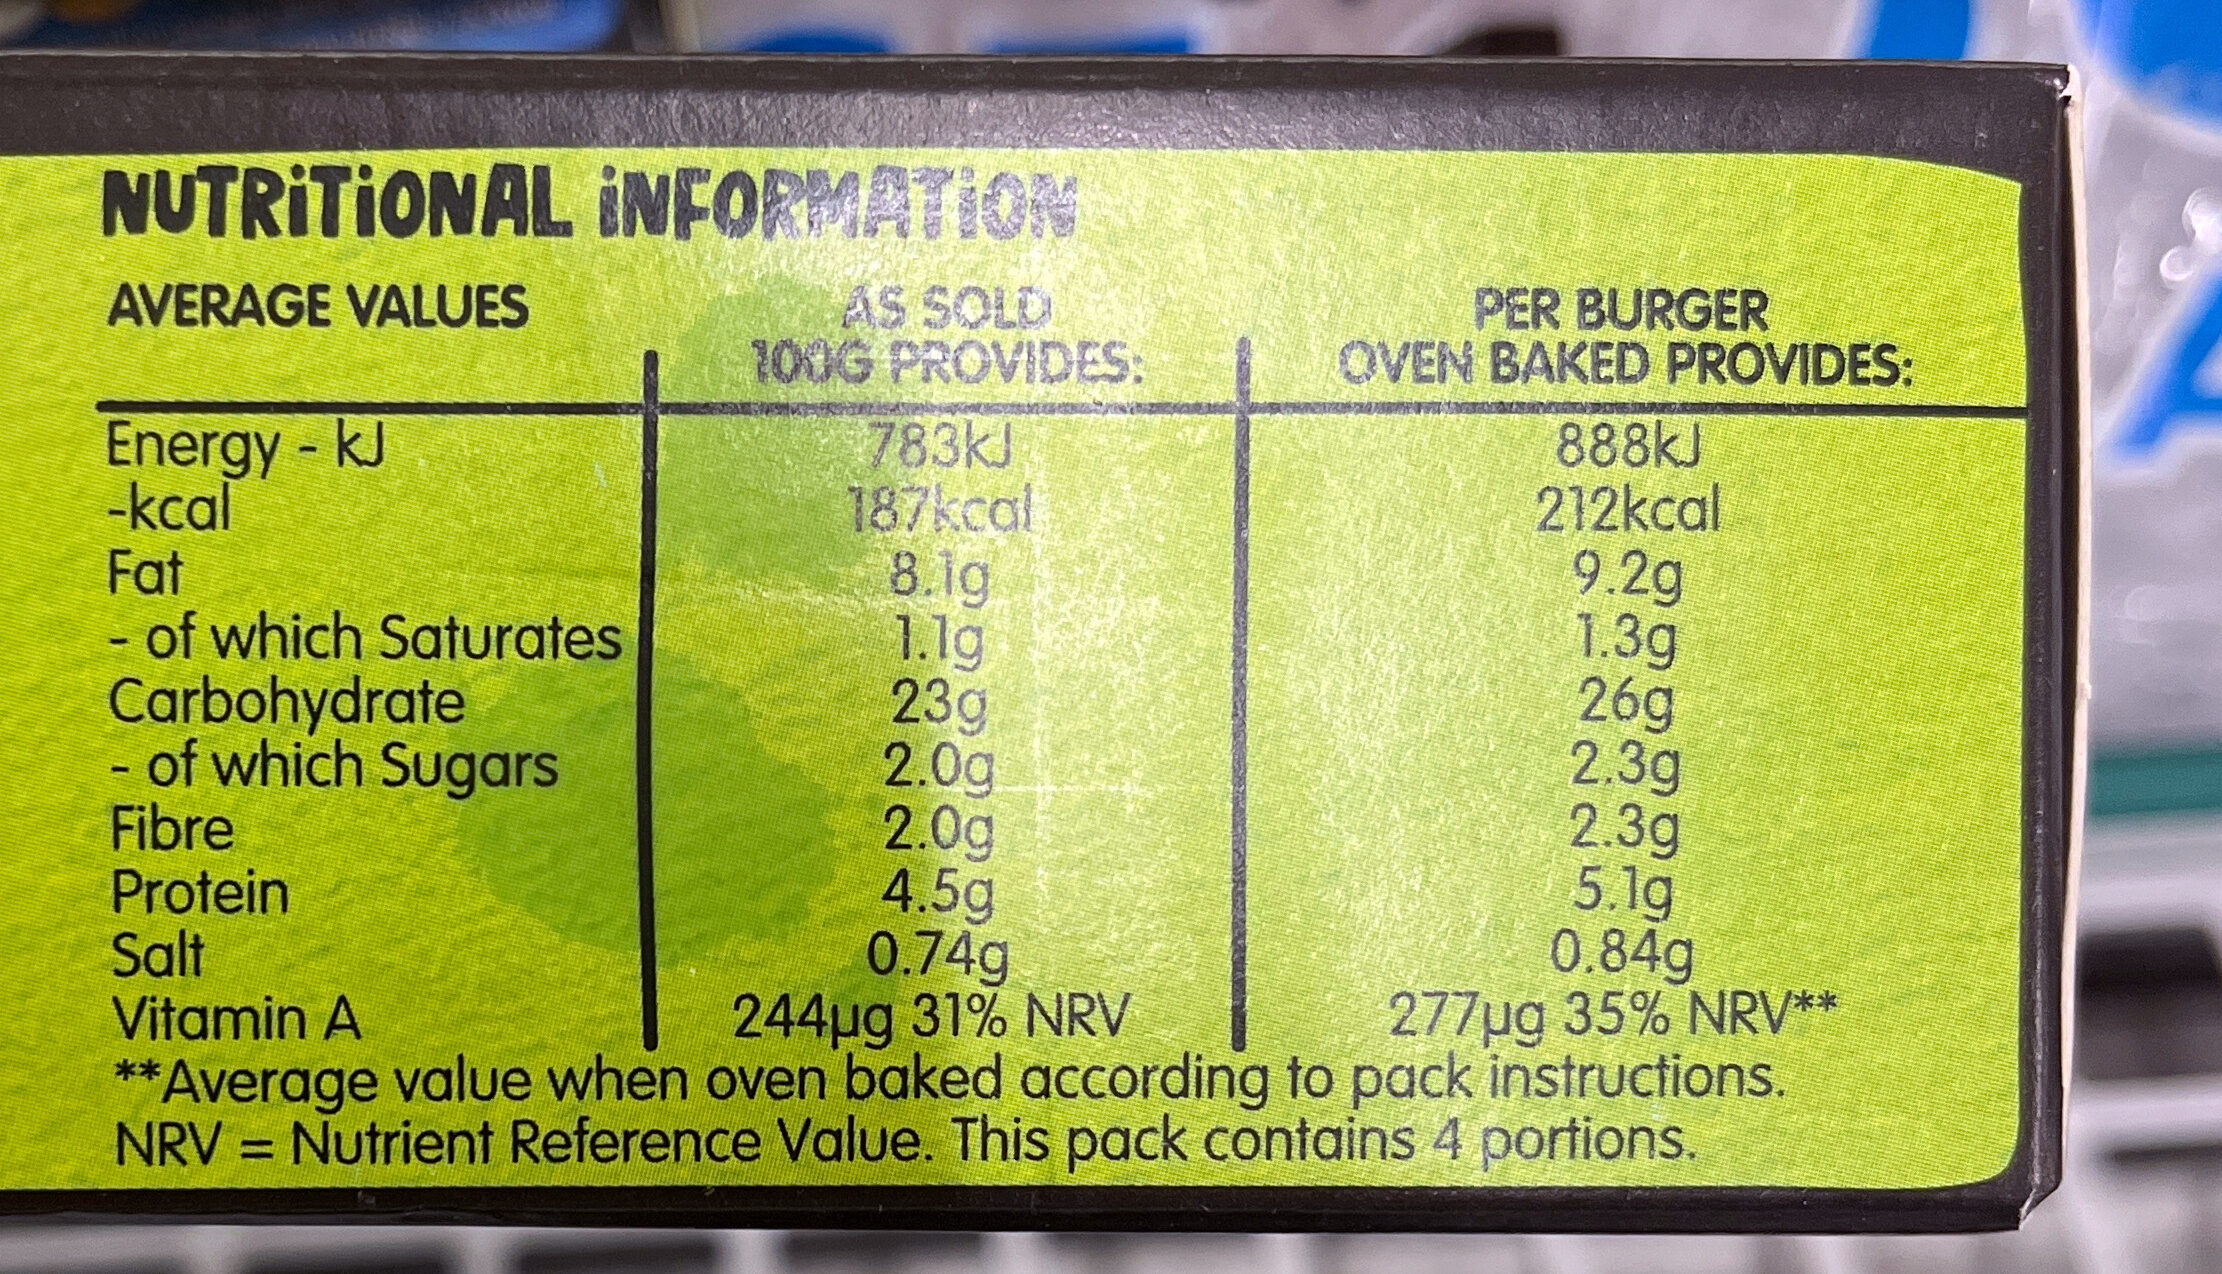 NUTRiTiONAL iNFORMATiON
AVERAGE VALUES
AS SOLD
100G PROVIDES:
PER BURGER
OVEN BAKED PROVIDES:
Energy - kJ 783kJ 888kJ
-kcal 187kcal 212kcal
Fat 8.1g 9.2g
- of which Saturates 1.1g 1.3g
Carbohydrate 23g 26g
- of which Sugars 2.0g 2.3g
Fibre 2.0g 2.3g
Protein 4.5g 5.1g
Salt 0.74g 0.84g
Vitamin A 244µg 31% NRV 277µg 35% NRV**
**Average value when oven baked according to pack instructions.
NRV = Nutrient Reference Value. This pack contains 4 portions.